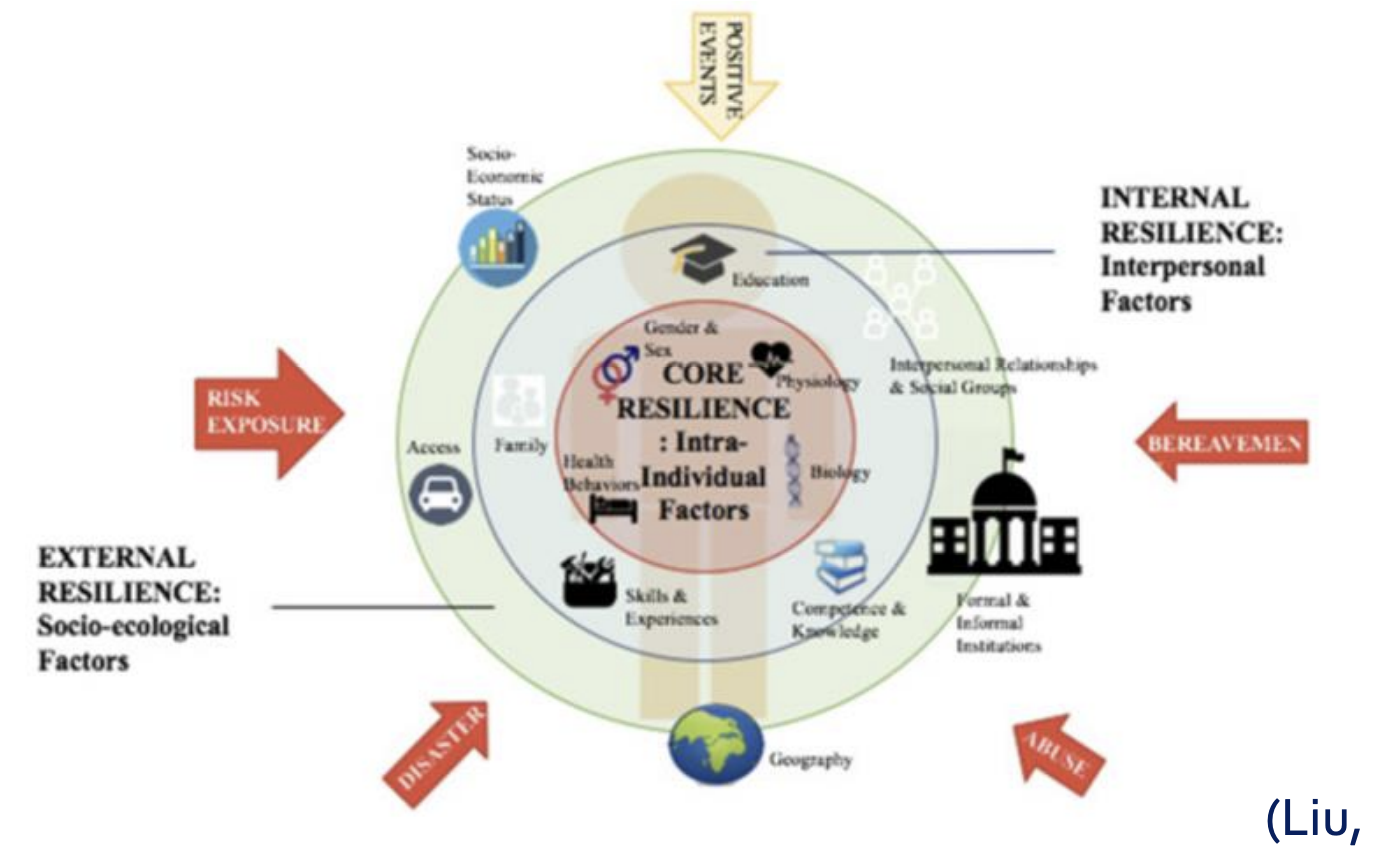 POSITIVE
EVENTS
Socio-
Economic
Status
INTERNAL
RESILIENCE:
Interpersonal
Factors
Education
Gender &
Sex
Physiology
CORE
RESILIENCE
: Intra-
Individual
Factors
Interpersonal Relationships
& Social Groups
RISK
EXPOSURE
BEREAVEMEN
Access
Family
Health
Behaviors
Biology
EXTERNAL
RESILIENCE:
Socio-ecological
Factors
Skills &
Experiences
Competence &
Knowledge
Formal &
Informal
Institutions
DISASTER
ABUSE
Geography
(Liu,